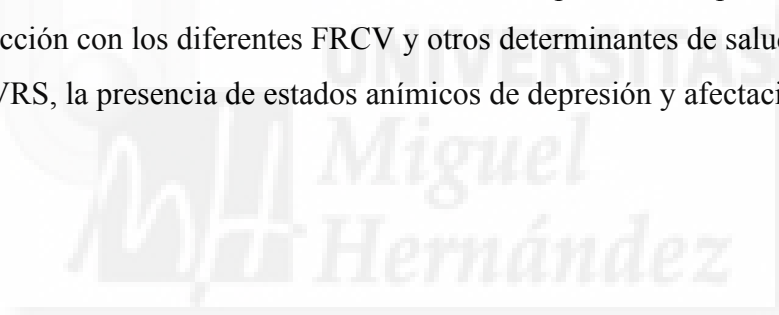 cción con los diferentes FRCV y otros determinantes de salud
VRS, la presencia de estados anímicos de depresión y afectaci
UNIVERSITAS
Miguel
Hernández